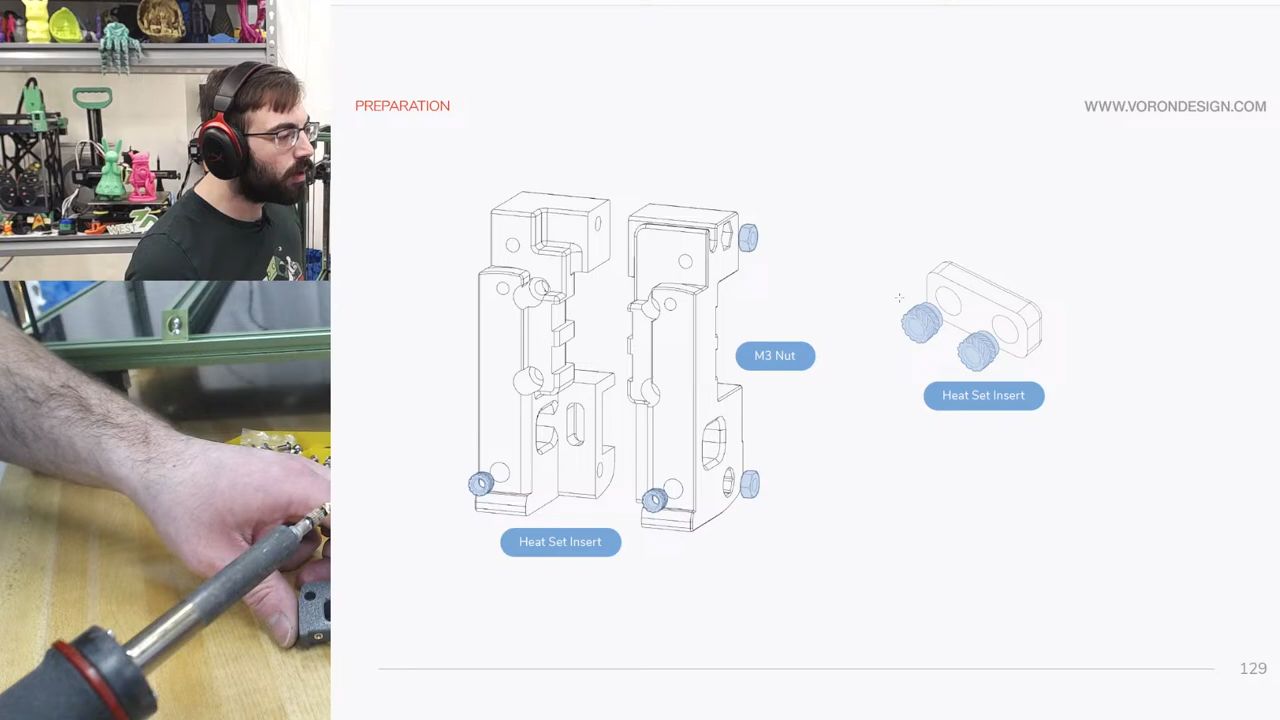 PREPARATION
WWW.VORONDESIGN.COM
M3 Nut
Heat Set Insert
Heat Set Insert
129